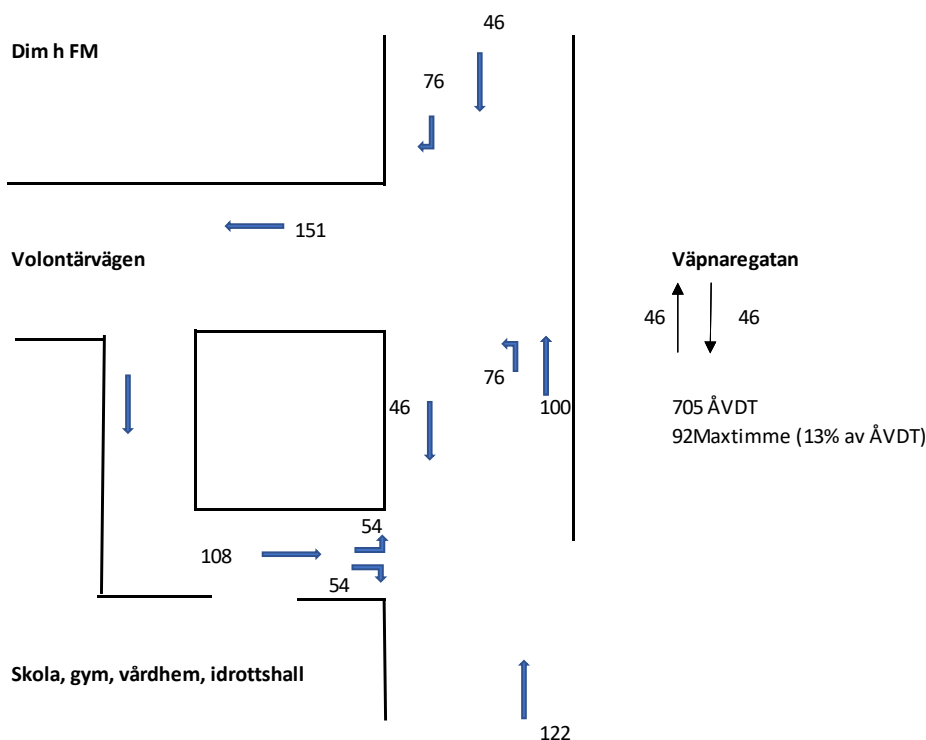 46
Dim h FM
76
151
Volontärvägen
Väpnaregatan
46
46
76
46
100
705 ÅVDT
92Maxtimme (13% av ÅVDT)
54
108
54
Skola, gym, vårdhem, idrottshall
122